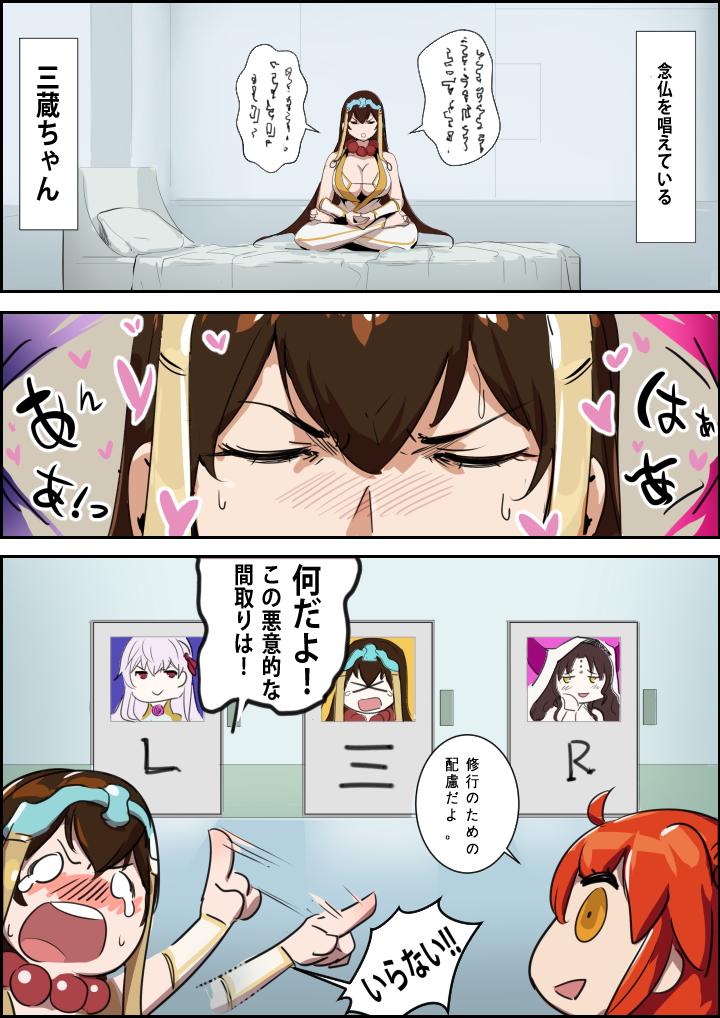 念仏を唱えている
三蔵ちゃん
はぁぁ
あ
あん
あぁ!っ
何だよ!
この悪意的な
間取りは!
L
三
R
修行のための
配慮だよ。
いらない!!